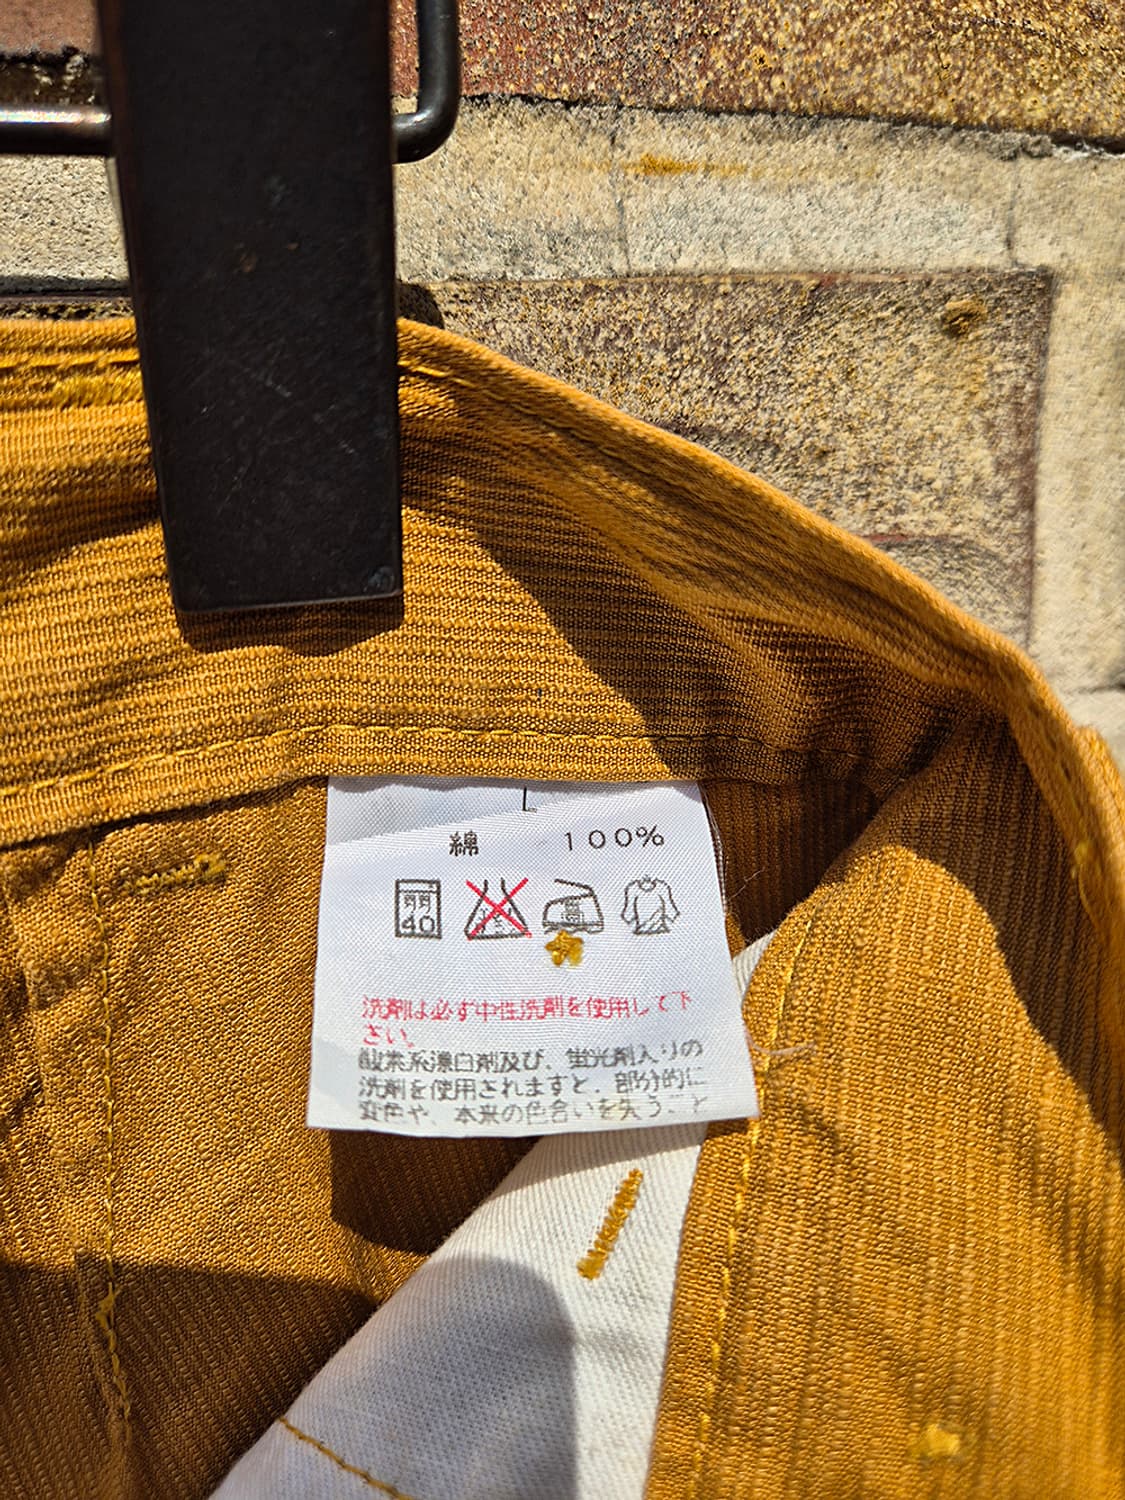 L
綿 100%
40
洗剤は必ず中性洗剤を使用して下
さい。
酸素系漂白剤及び、蛍光剤入りの
洗剤を使用されますと、部分的に
変色や、本来の色合いを失うこと